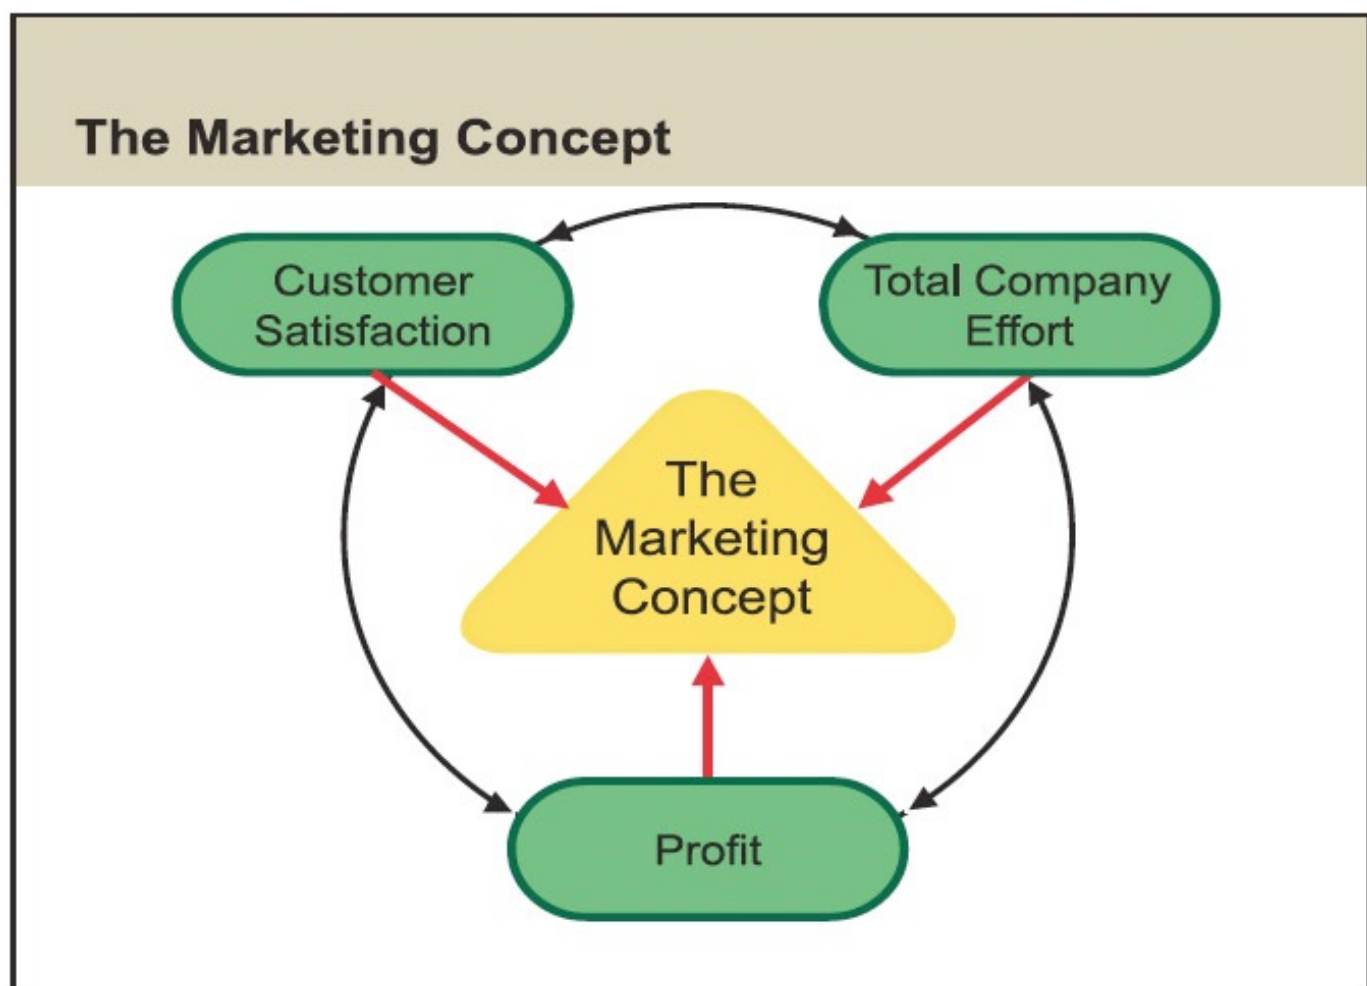 The Marketing Concept
Customer
Satisfaction
Total Company
Effort
The
Marketing
Concept
Profit